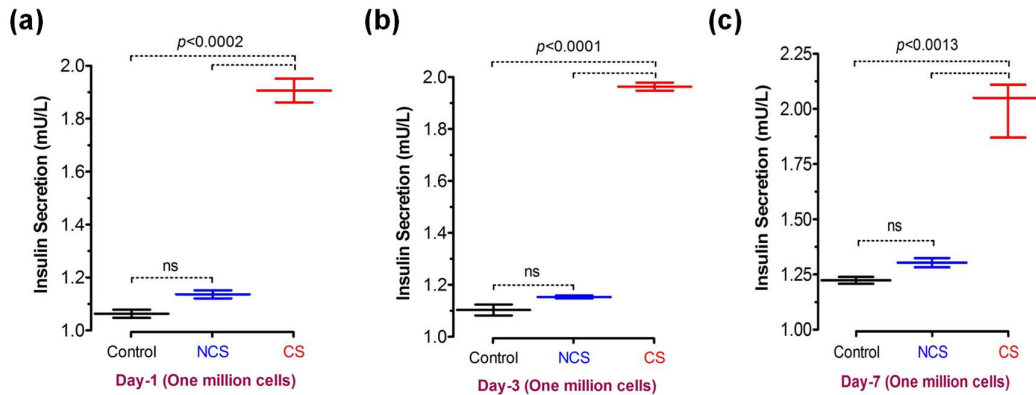 (a)
p<0.0002
Insulin Secretion (mU/L)
2.0
1.8
1.6
1.4
1.2
1.0
ns
Control NCS CS
Day-1 (One million cells)
(b)
p<0.0001
Insulin Secretion (mU/L)
2.0
1.8
1.6
1.4
1.2
1.0
ns
Control NCS CS
Day-3 (One million cells)
(c)
p<0.0013
Insulin Secretion (mU/L)
2.25
2.00
1.75
1.50
1.25
1.00
ns
Control NCS CS
Day-7 (One million cells)